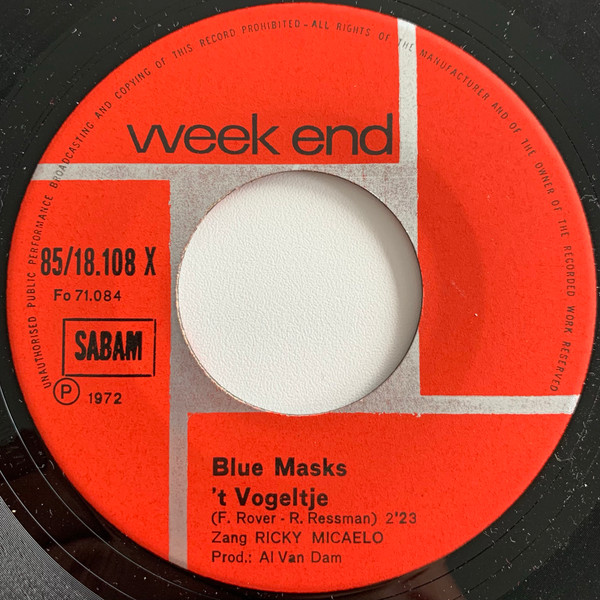 UNAUTHORISED PUBLIC PERFORMANCE BROADCASTING AND COPYING OF THIS RECORD PROHIBITED - ALL RIGHTS OF THE MANUFACTURER AND OF THE OWNER OF THE RECORDED WORK RESERVED
week end
85/18.108 X
Fo 71.084
SABAM
Ⓟ 1972
Blue Masks
't Vogeltje
(F. Rover - R. Ressman) 2'23
Zang RICKY MICAELO
Prod.: Al Van Dam